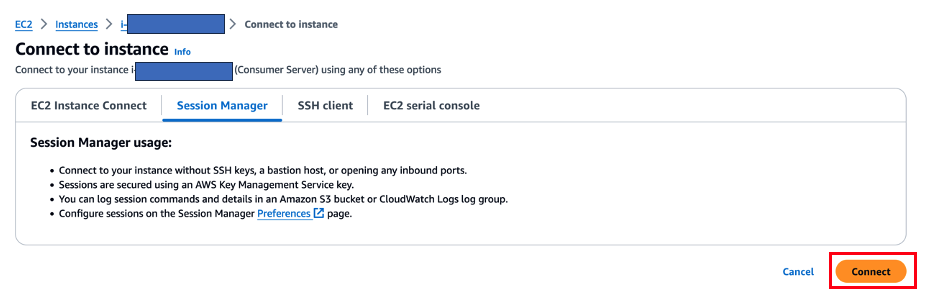 EC2 > Instances > i- > Connect to instance
Connect to instance Info
Connect to your instance i- (Consumer Server) using any of these options
EC2 Instance Connect Session Manager SSH client EC2 serial console
Session Manager usage:
• Connect to your instance without SSH keys, a bastion host, or opening any inbound ports.
• Sessions are secured using an AWS Key Management Service key.
• You can log session commands and details in an Amazon S3 bucket or CloudWatch Logs log group.
• Configure sessions on the Session Manager Preferences page.
Cancel Connect